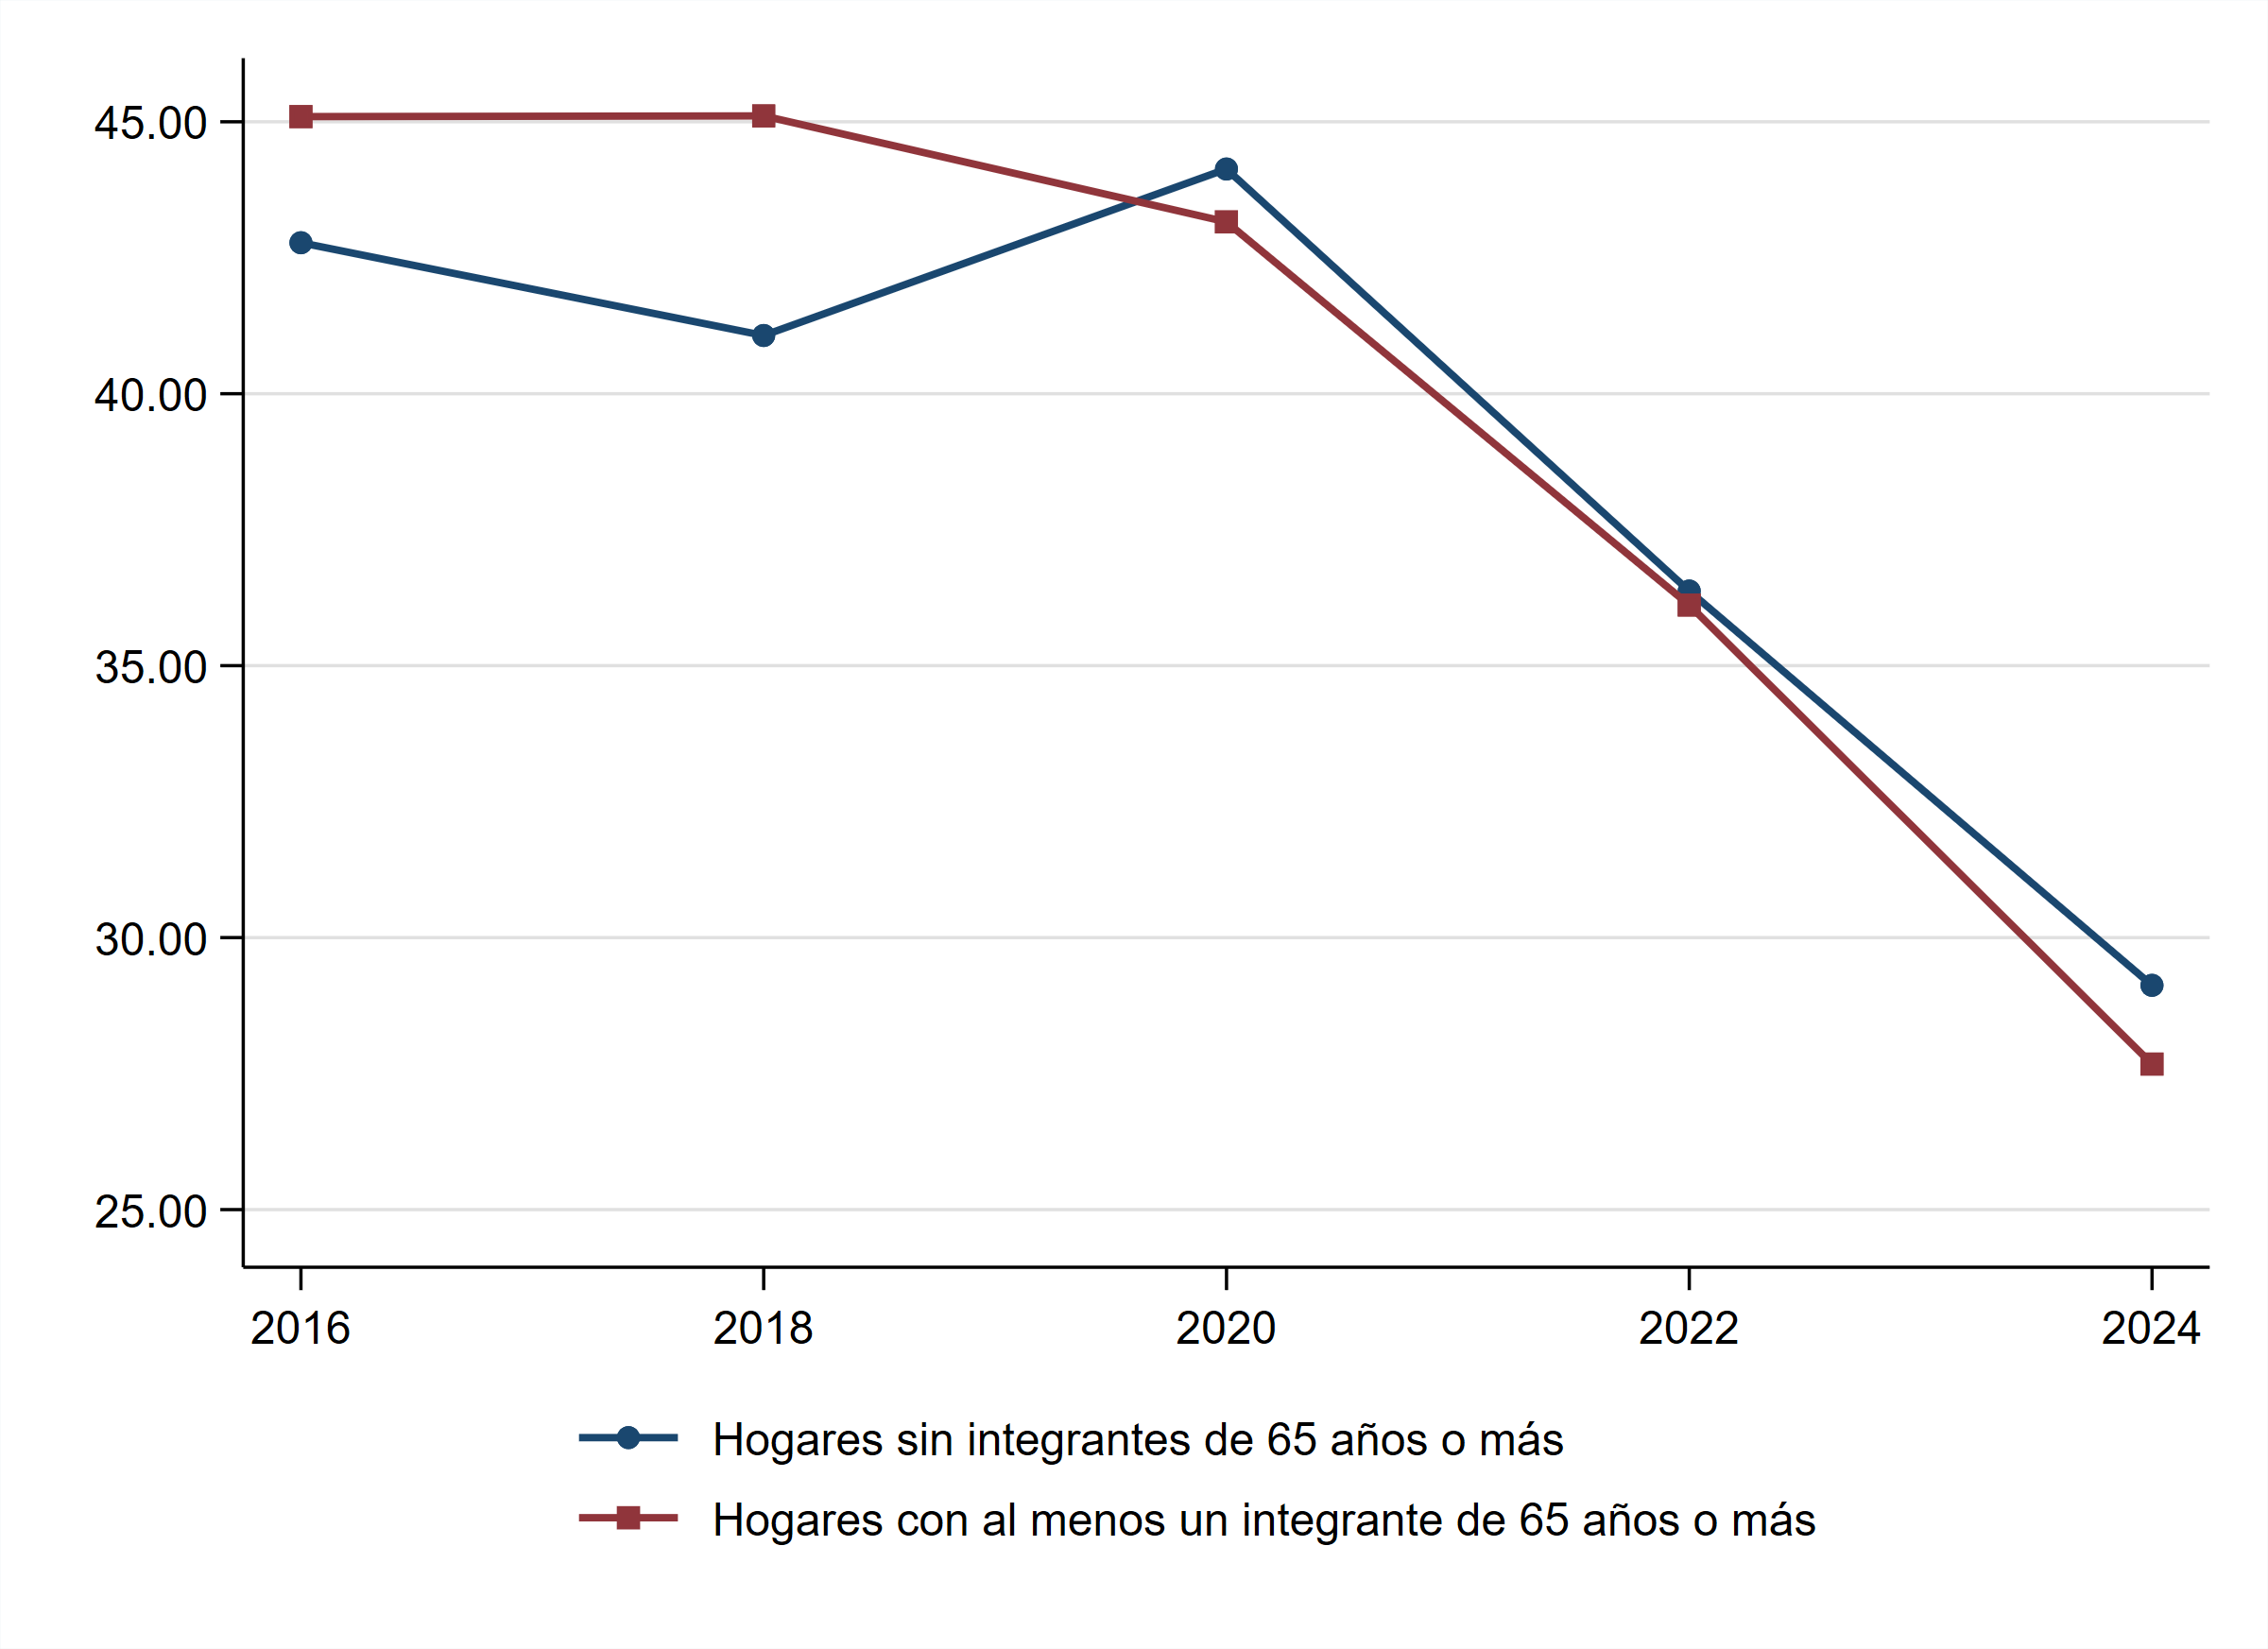 45.00
40.00
35.00
30.00
25.00
2016 2018 2020 2022 2024
Hogares sin integrantes de 65 años o más
Hogares con al menos un integrante de 65 años o más